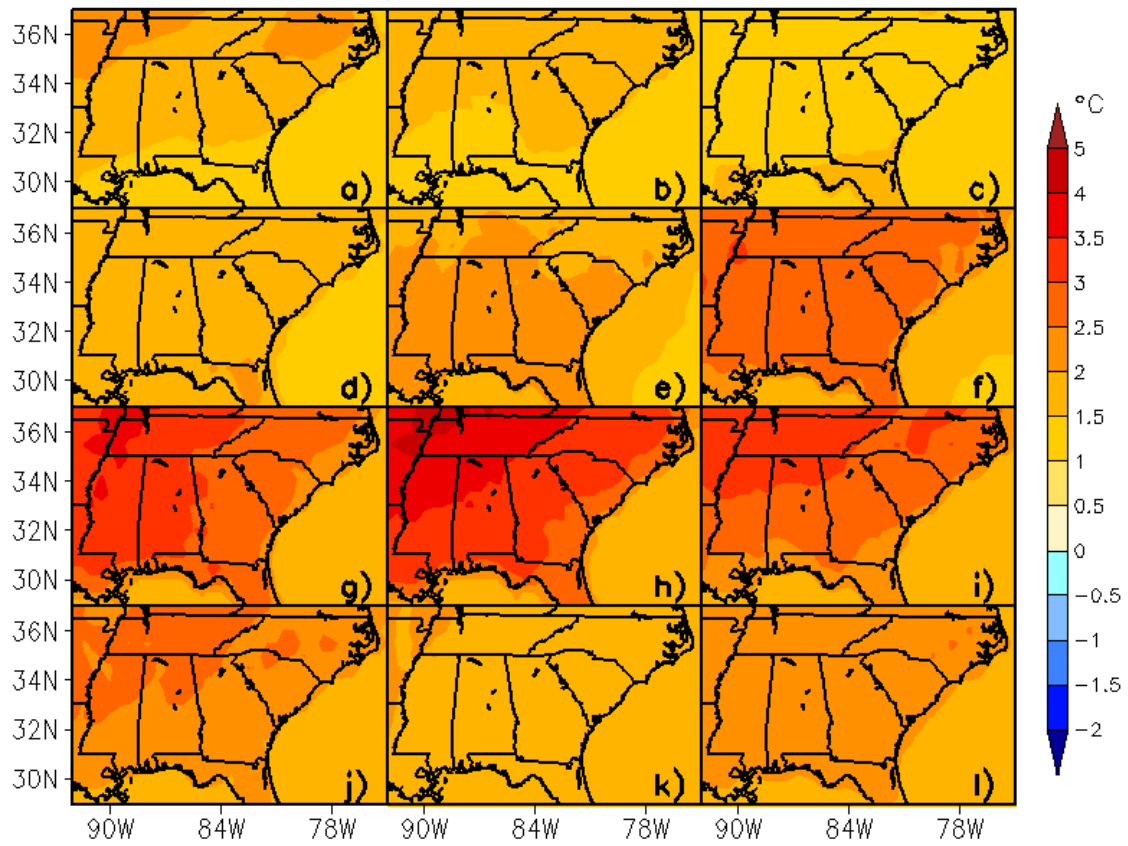 36N
34N
32N
30N
a)
b)
c)
°C
5
4
3.5
3
2.5
2
1.5
1
0.5
0
−0.5
−1
−1.5
−2
36N
34N
32N
30N
d)
e)
f)
36N
34N
32N
30N
g)
h)
i)
36N
34N
32N
30N
j)
k)
l)
90W 84W 78W 90W 84W 78W 90W 84W 78W